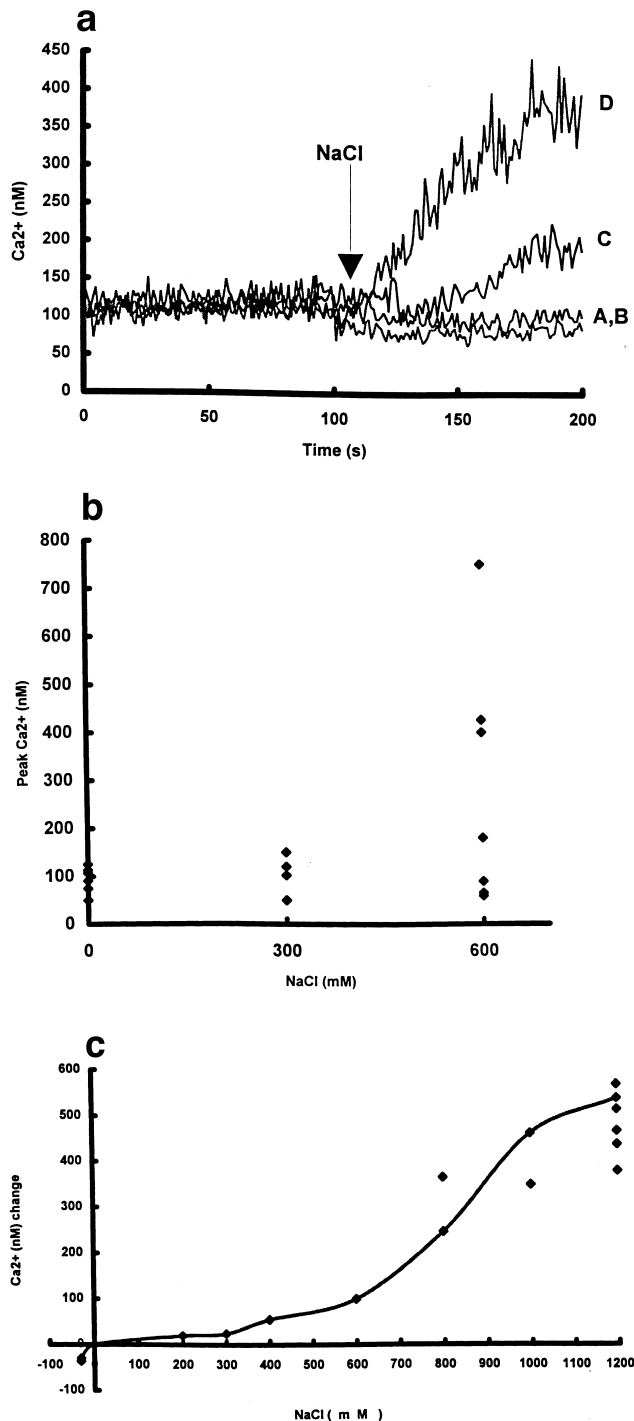 a
450
400
350
300
250
200
150
100
50
0
Ca2+ (nM)
NaCl
D
C
A,B
0 50 100 150 200
Time (s)
b
800
700
600
500
400
300
200
100
0
Peak Ca2+ (nM)
0 300 600
NaCl (mM)
c
600
500
400
300
200
100
0
-100
Ca2+ (nM) change
-100 100 200 300 400 500 600 700 800 900 1000 1100 1200
NaCl ( m M )